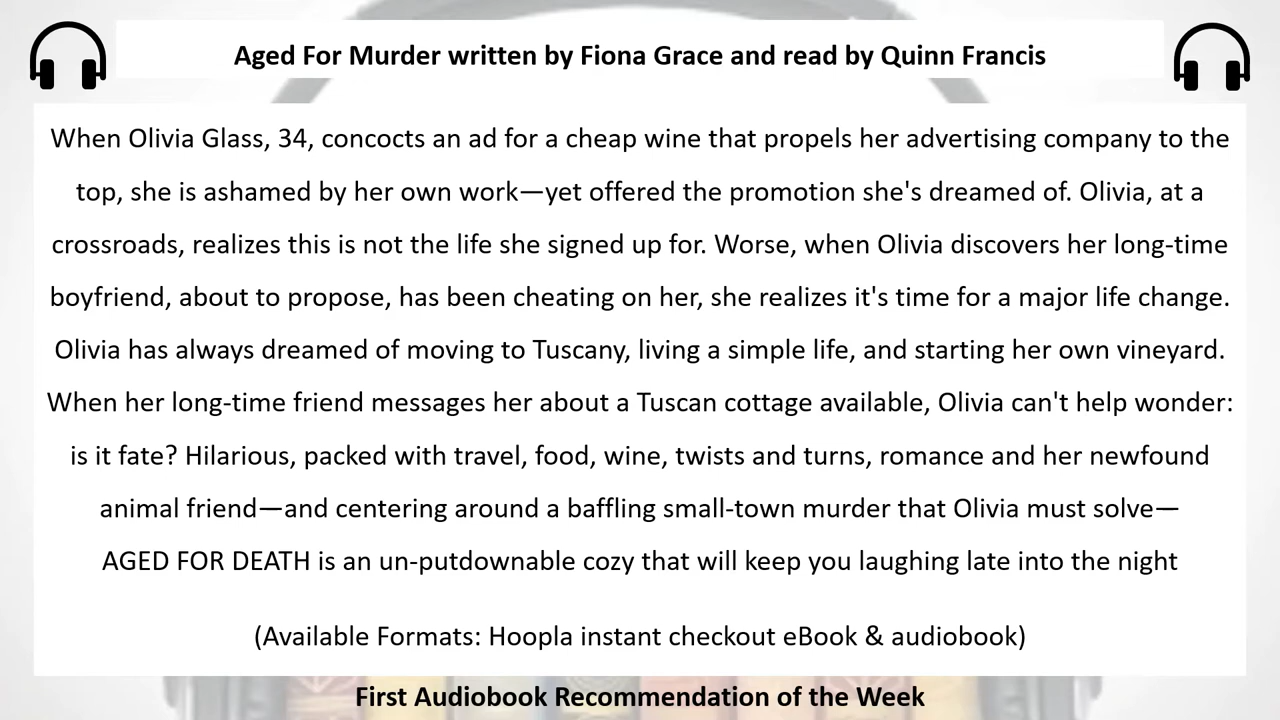 Aged For Murder written by Fiona Grace and read by Quinn Francis
When Olivia Glass, 34, concocts an ad for a cheap wine that propels her advertising company to the
top, she is ashamed by her own work—yet offered the promotion she's dreamed of. Olivia, at a
crossroads, realizes this is not the life she signed up for. Worse, when Olivia discovers her long-time
boyfriend, about to propose, has been cheating on her, she realizes it's time for a major life change.
Olivia has always dreamed of moving to Tuscany, living a simple life, and starting her own vineyard.
When her long-time friend messages her about a Tuscan cottage available, Olivia can't help wonder:
is it fate? Hilarious, packed with travel, food, wine, twists and turns, romance and her newfound
animal friend—and centering around a baffling small-town murder that Olivia must solve—
AGED FOR DEATH is an un-putdownable cozy that will keep you laughing late into the night
(Available Formats: Hoopla instant checkout eBook & audiobook)
First Audiobook Recommendation of the Week